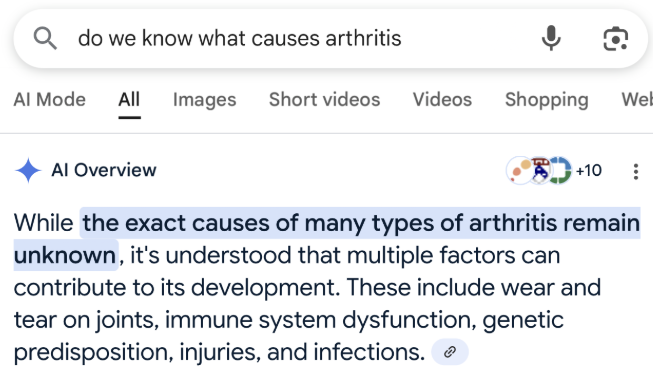 do we know what causes arthritis
AI Mode All Images Short videos Videos Shopping Web
AI Overview +10
While the exact causes of many types of arthritis remain
unknown, it's understood that multiple factors can
contribute to its development. These include wear and
tear on joints, immune system dysfunction, genetic
predisposition, injuries, and infections.